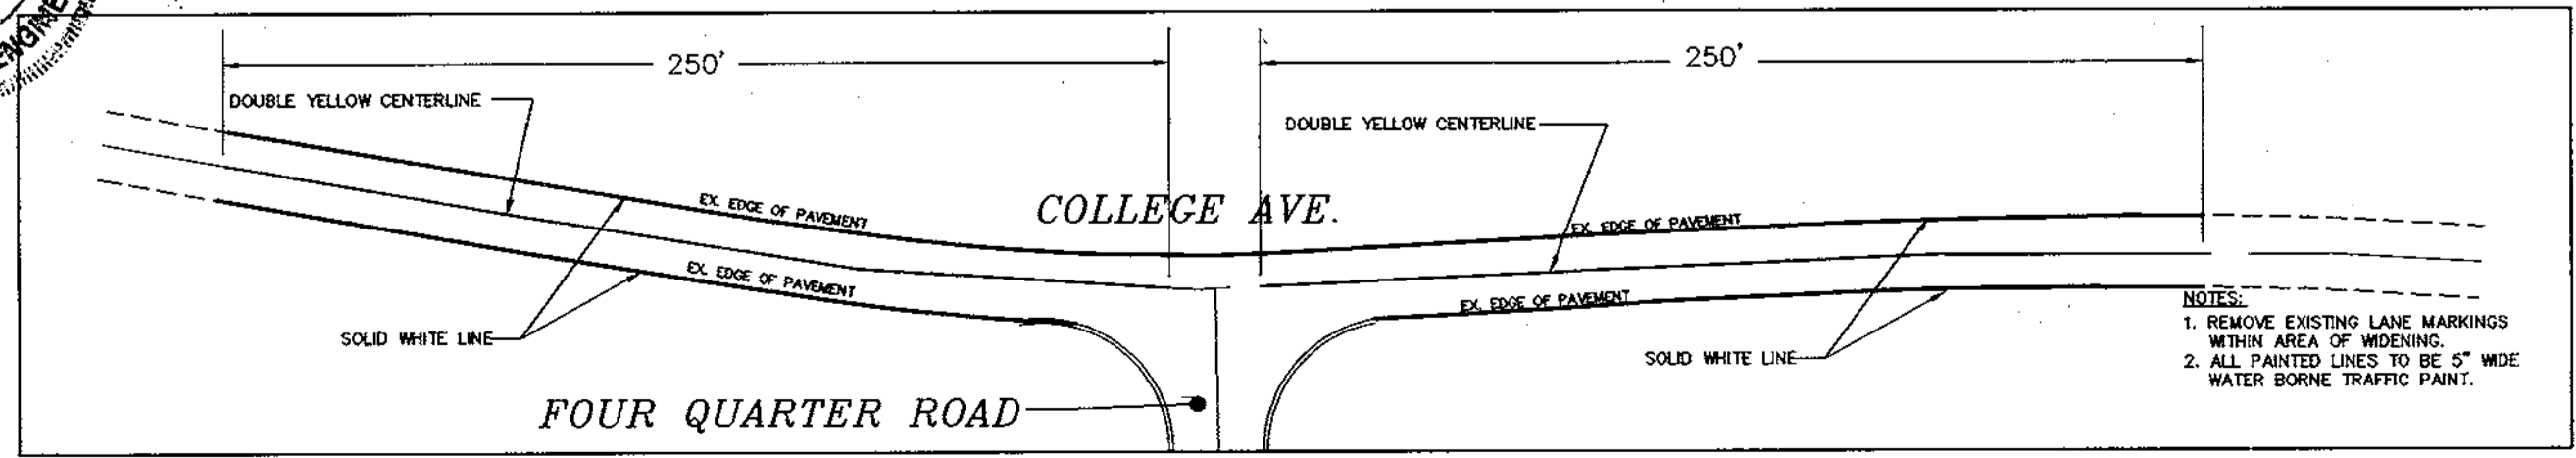 250'
250'
DOUBLE YELLOW CENTERLINE
DOUBLE YELLOW CENTERLINE
COLLEGE AVE.
EX. EDGE OF PAVEMENT
EX. EDGE OF PAVEMENT
EX. EDGE OF PAVEMENT
EX. EDGE OF PAVEMENT
SOLID WHITE LINE
SOLID WHITE LINE
FOUR QUARTER ROAD
NOTES:
1. REMOVE EXISTING LANE MARKINGS
WITHIN AREA OF WIDENING.
2. ALL PAINTED LINES TO BE 5" WIDE
WATER BORNE TRAFFIC PAINT.